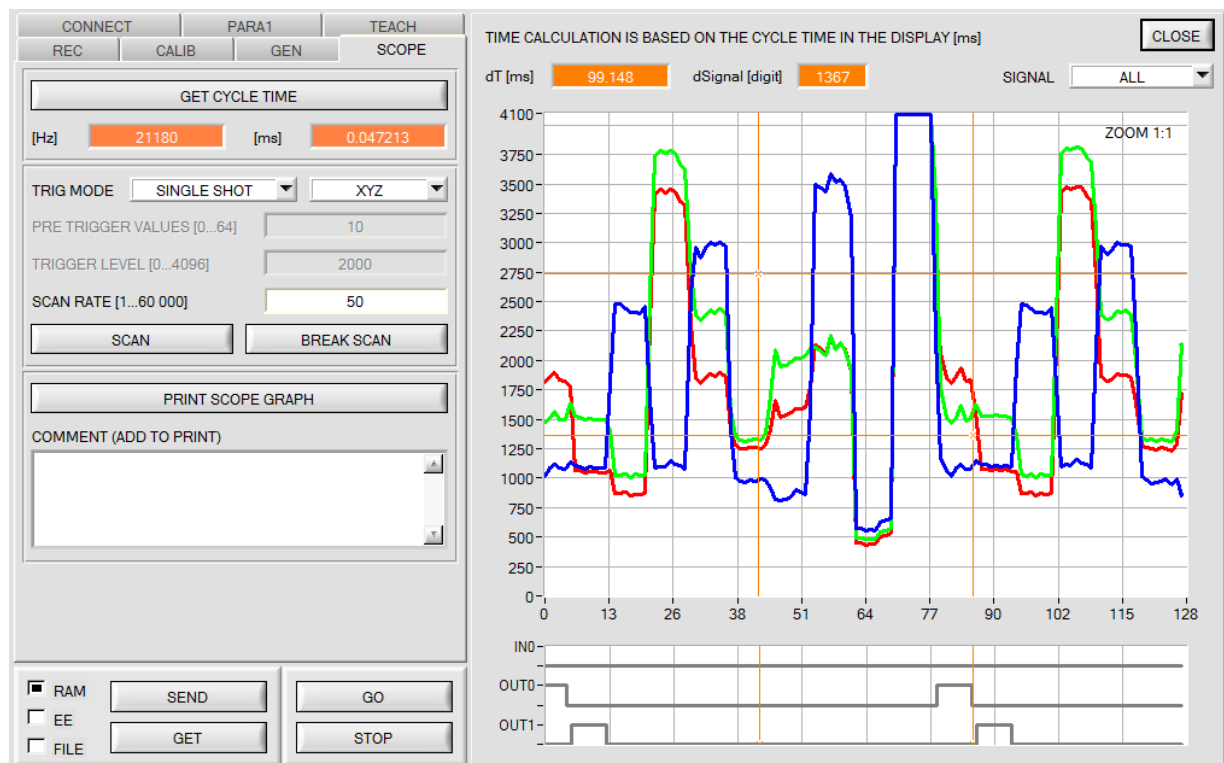 CONNECT PARA1 TEACH
REC CALIB GEN SCOPE
GET CYCLE TIME
[Hz] 21180 [ms] 0.047213
TRIG MODE SINGLE SHOT XYZ
PRE TRIGGER VALUES [0...64] 10
TRIGGER LEVEL [0...4096] 2000
SCAN RATE [1...60 000] 50
SCAN BREAK SCAN
PRINT SCOPE GRAPH
COMMENT (ADD TO PRINT)
RAM
EE
FILE
SEND GO
GET STOP
TIME CALCULATION IS BASED ON THE CYCLE TIME IN THE DISPLAY [ms] CLOSE
dT [ms] 99.148 dSignal [digit] 1367 SIGNAL ALL
ZOOM 1:1
4100
3750
3500
3250
3000
2750
2500
2250
2000
1750
1500
1250
1000
750
500
250
0
0 13 26 38 51 64 77 90 102 115 128
IN0
OUT0
OUT1